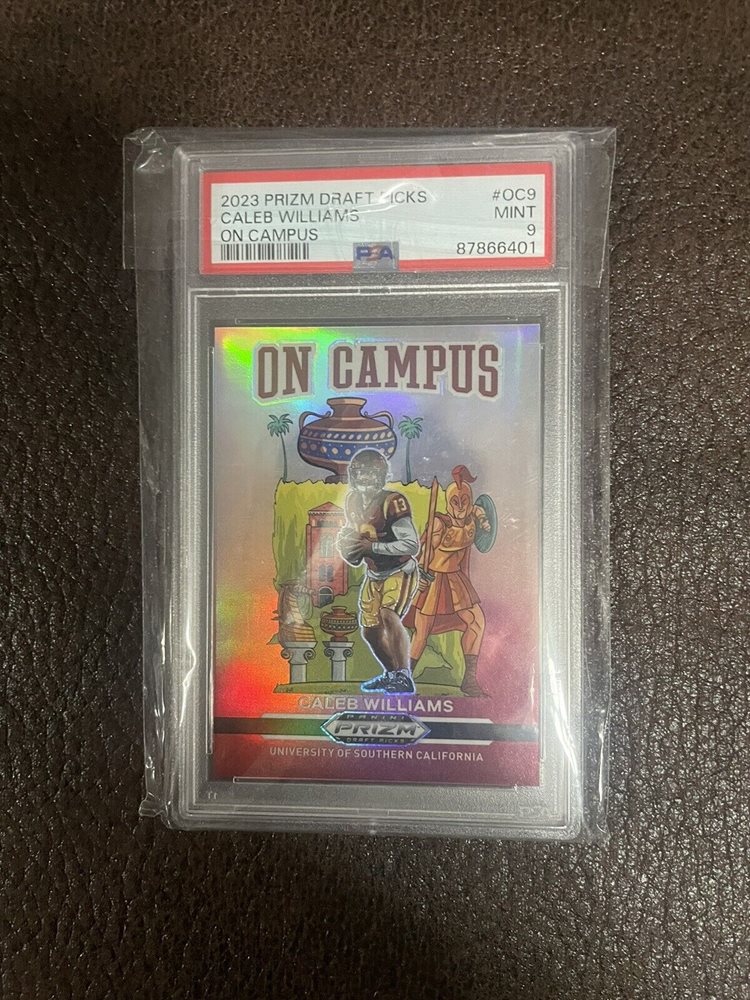 2023 PRIZM DRAFT PICKS
#OC9
CALEB WILLIAMS
MINT
ON CAMPUS
9
PSA
87866401
ON CAMPUS
13
CALEB WILLIAMS
PANINI
PRIZM
DRAFT PICKS
UNIVERSITY OF SOUTHERN CALIFORNIA